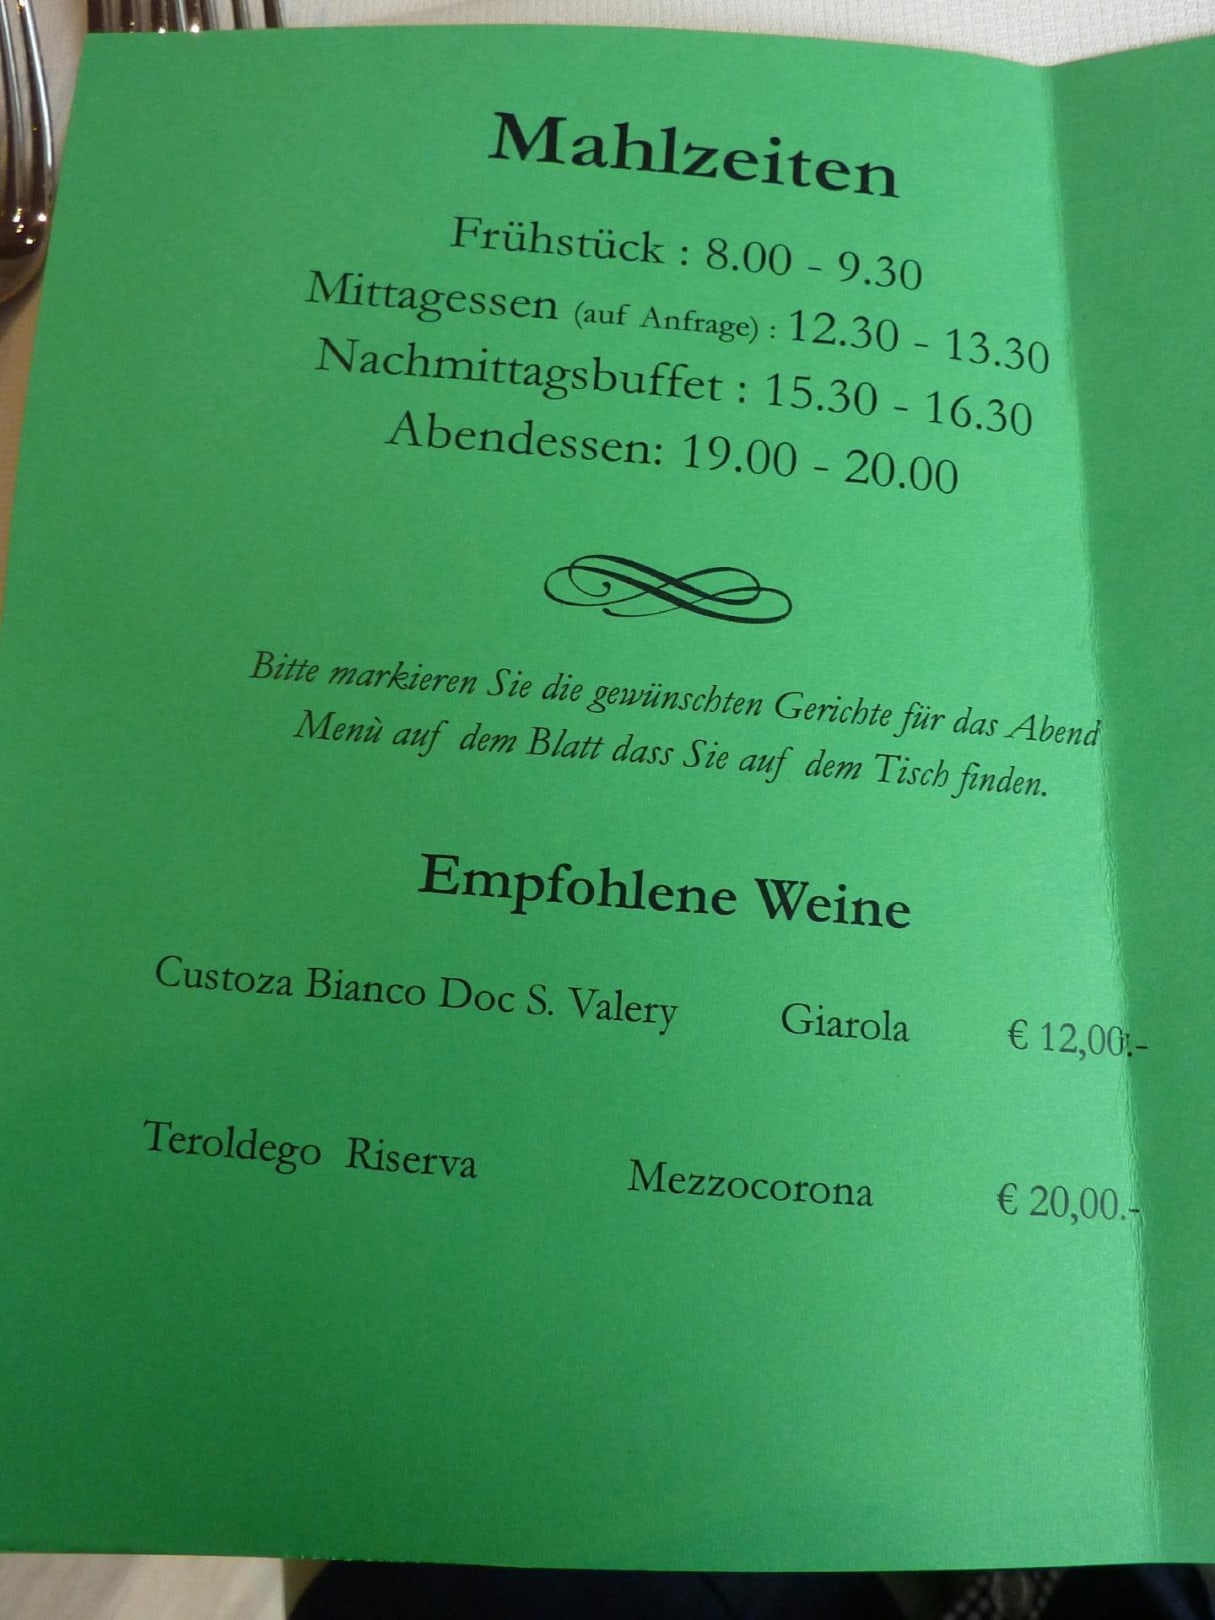 Mahlzeiten
Frühstück : 8.00 - 9.30
Mittagessen (auf Anfrage) : 12.30 - 13.30
Nachmittagsbuffet : 15.30 - 16.30
Abendessen: 19.00 - 20.00
Bitte markieren Sie die gewünschten Gerichte für das Abend
Menù auf dem Blatt dass Sie auf dem Tisch finden.
Empfohlene Weine
Custoza Bianco Doc S. Valery Giarola € 12,00.-
Teroldego Riserva Mezzocorona € 20,00.-